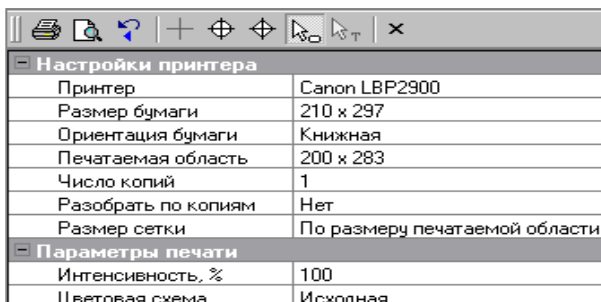 Настройки принтера
Принтер Canon LBP2900
Размер бумаги 210 x 297
Ориентация бумаги Книжная
Печатаемая область 200 x 283
Число копий 1
Разобрать по копиям Нет
Размер сетки По размеру печатаемой области
Параметры печати
Интенсивность, % 100
Цветовая схема Исходная